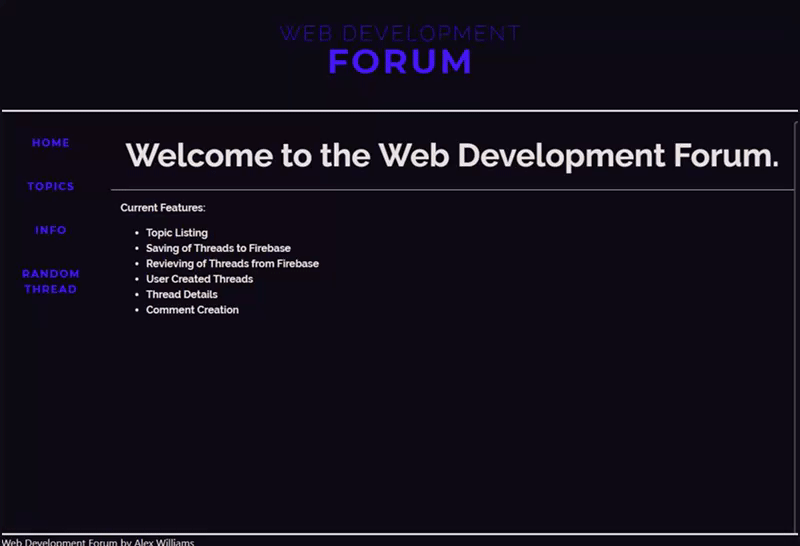 WEB DEVELOPMENT
FORUM
HOME
TOPICS
INFO
RANDOM
THREAD
Welcome to the Web Development Forum.
Current Features:
• Topic Listing
• Saving of Threads to Firebase
• Revieving of Threads from Firebase
• User Created Threads
• Thread Details
• Comment Creation
Web Development Forum by Alex Williams